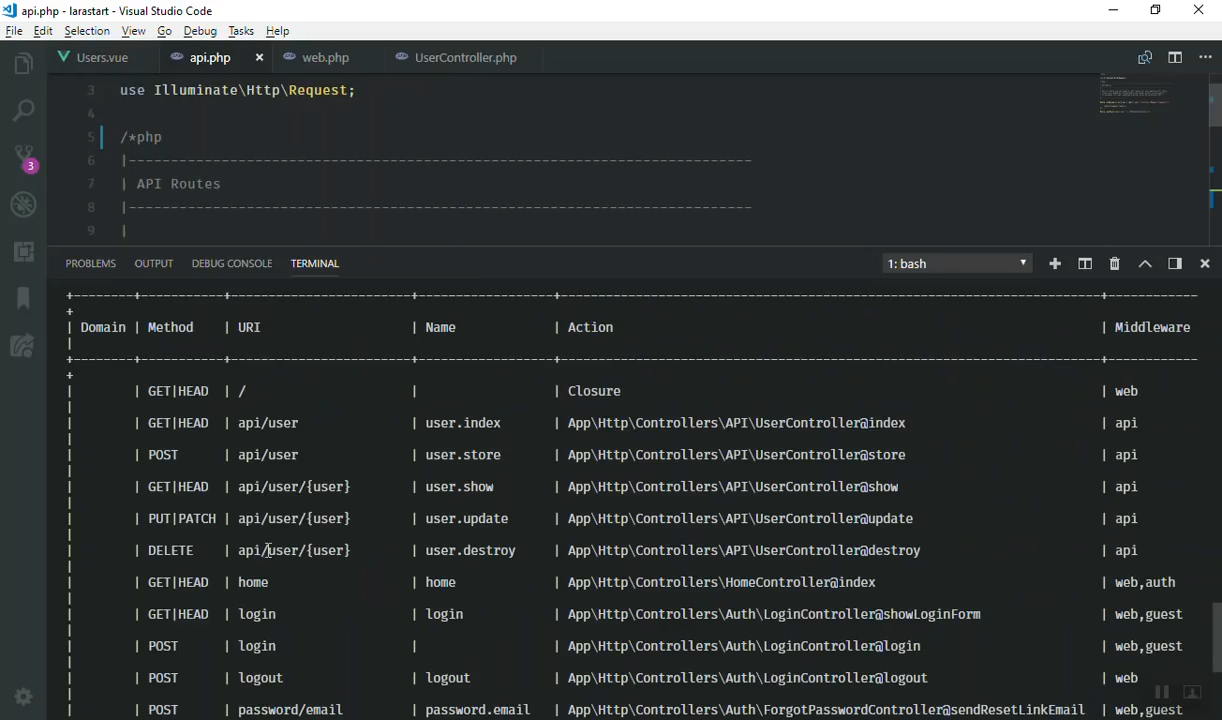 api.php - larastart - Visual Studio Code
File Edit Selection View Go Debug Tasks Help
Users.vue api.php × web.php UserController.php
3 use Illuminate\Http\Request;
4
5 /*php
6 |--------------------------------------------------------------------------
7 | API Routes
8 |--------------------------------------------------------------------------
9 |
3
PROBLEMS OUTPUT DEBUG CONSOLE TERMINAL 1: bash
| Domain | Method | URI | Name | Action | Middleware
| | GET|HEAD | / | | Closure | web
| | GET|HEAD | api/user | user.index | App\Http\Controllers\API\UserController@index | api
| | POST | api/user | user.store | App\Http\Controllers\API\UserController@store | api
| | GET|HEAD | api/user/{user} | user.show | App\Http\Controllers\API\UserController@show | api
| | PUT|PATCH | api/user/{user} | user.update | App\Http\Controllers\API\UserController@update | api
| | DELETE | api/user/{user} | user.destroy | App\Http\Controllers\API\UserController@destroy | api
| | GET|HEAD | home | home | App\Http\Controllers\HomeController@index | web,auth
| | GET|HEAD | login | login | App\Http\Controllers\Auth\LoginController@showLoginForm | web,guest
| | POST | login | | App\Http\Controllers\Auth\LoginController@login | web,guest
| | POST | logout | logout | App\Http\Controllers\Auth\LoginController@logout | web
| | POST | password/email | password.email | App\Http\Controllers\Auth\ForgotPasswordController@sendResetLinkEmail | web,guest